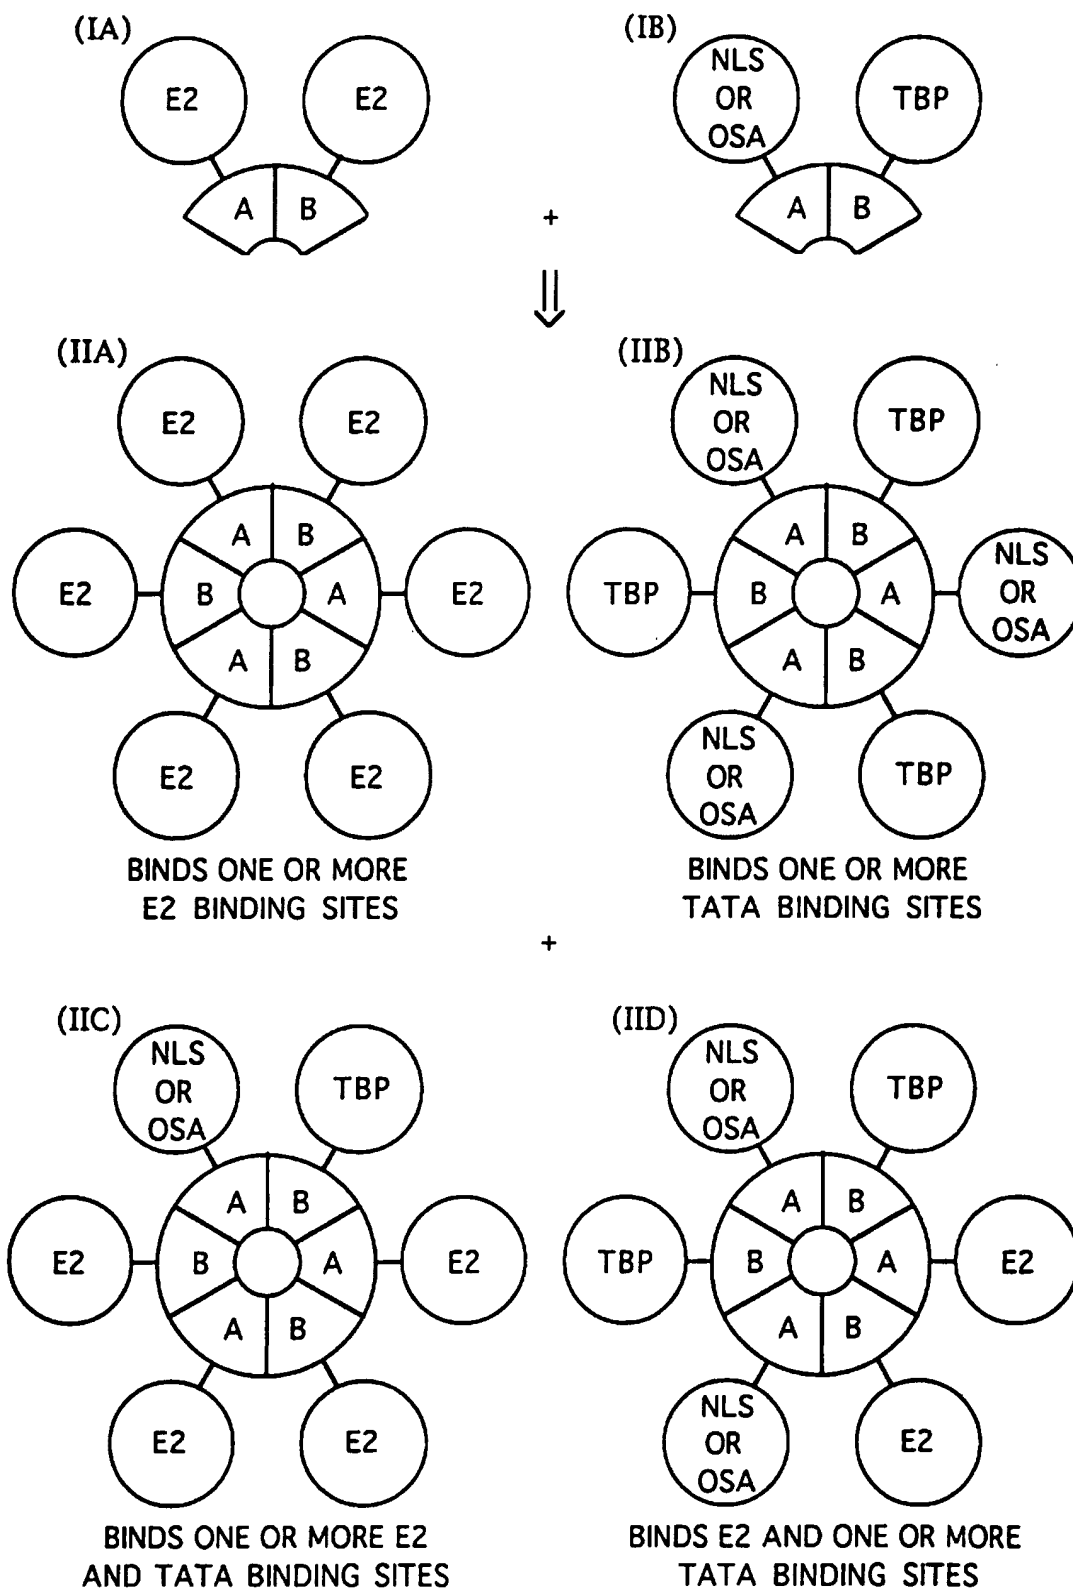 (IA)
E2
E2
A
B
(IB)
NLS
OR
OSA
TBP
A
B
+
(IIA)
E2
E2
A
B
E2
B
A
E2
A
B
E2
E2
BINDS ONE OR MORE
E2 BINDING SITES
(IIB)
NLS
OR
OSA
TBP
A
B
TBP
B
A
NLS
OR
OSA
A
B
NLS
OR
OSA
TBP
BINDS ONE OR MORE
TATA BINDING SITES
+
(IIC)
NLS
OR
OSA
TBP
A
B
E2
B
A
E2
A
B
E2
E2
BINDS ONE OR MORE E2
AND TATA BINDING SITES
(IID)
NLS
OR
OSA
TBP
A
B
TBP
B
A
E2
A
B
NLS
OR
OSA
E2
BINDS E2 AND ONE OR MORE
TATA BINDING SITES